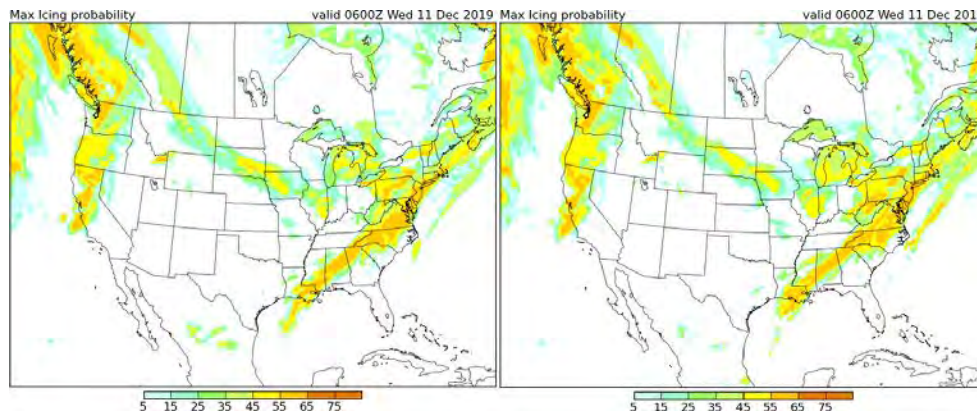 Max Icing probability valid 0600Z Wed 11 Dec 2019
5 15 25 35 45 55 65 75
Max Icing probability valid 0600Z Wed 11 Dec 201
5 15 25 35 45 55 65 75